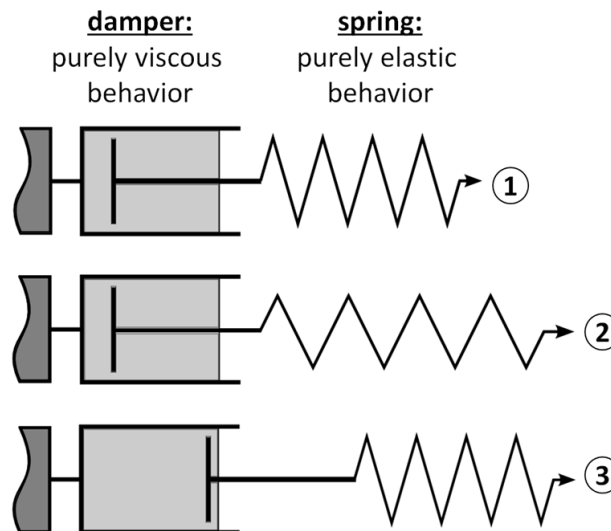 damper: spring:
purely viscous purely elastic
behavior behavior
1
2
3